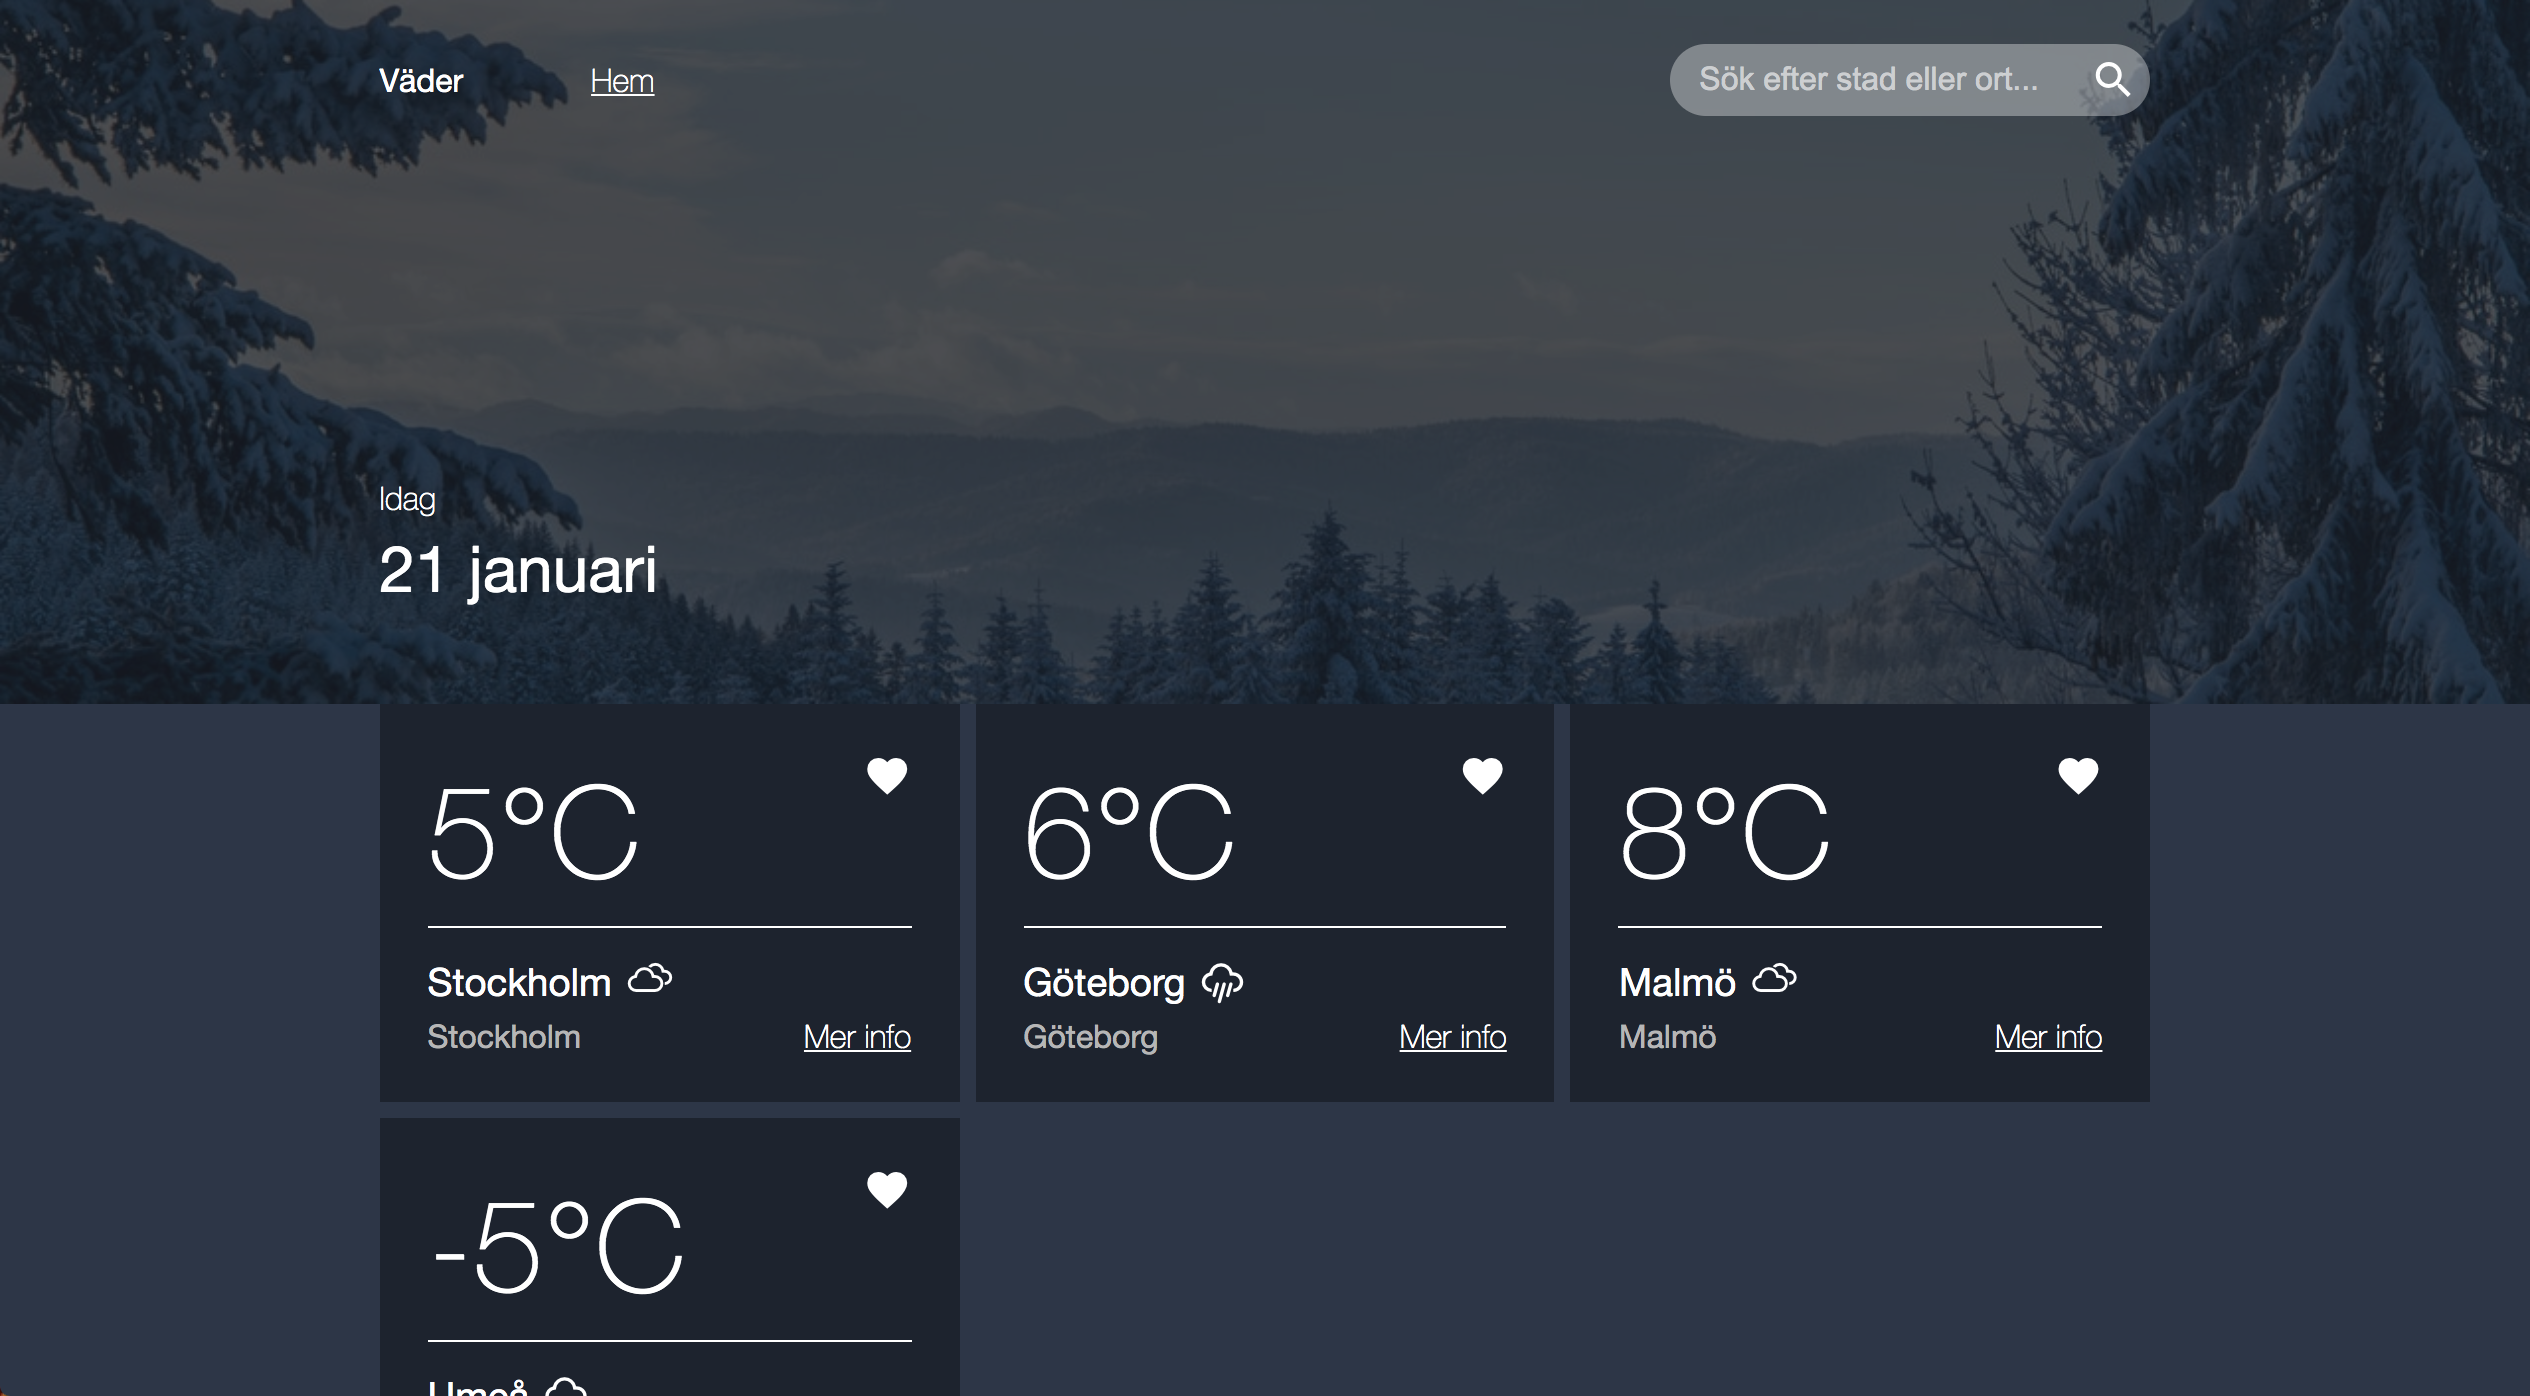 Väder
Hem
Sök efter stad eller ort...
Idag
21 januari
5°C
Stockholm
Stockholm
Mer info
6°C
Göteborg
Göteborg
Mer info
8°C
Malmö
Malmö
Mer info
-5°C
Umeå